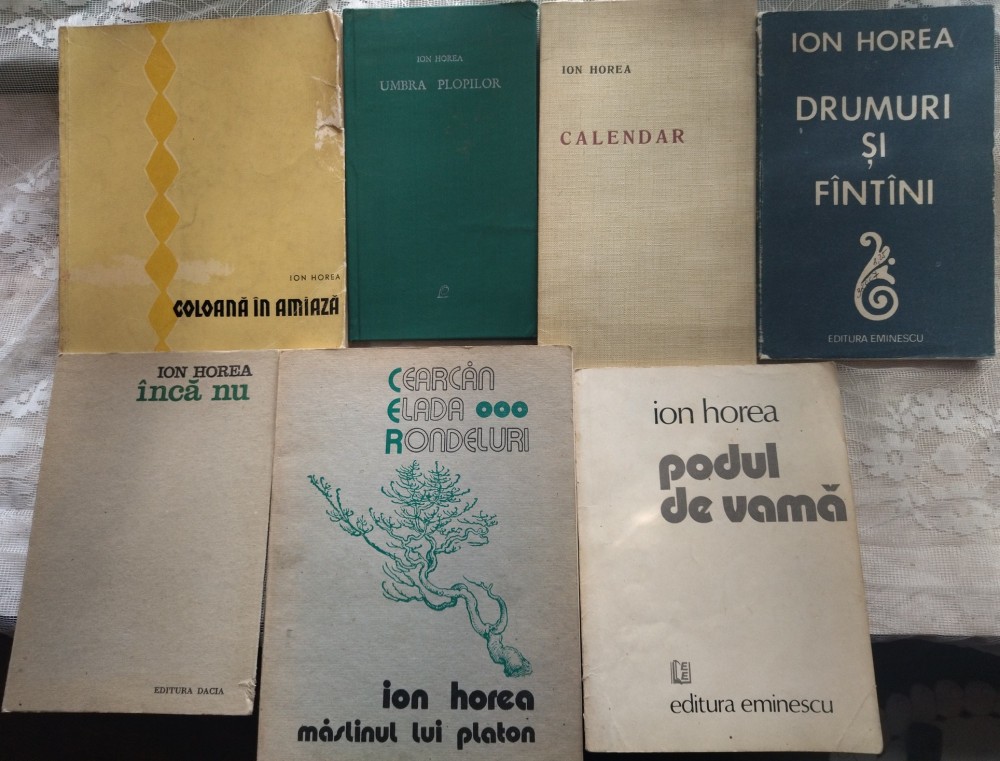 ION HOREA
COLOANĂ ÎN AMIAZĂ
ION HOREA
UMBRA PLOPILOR
ION HOREA
CALENDAR
ION HOREA
DRUMURI
ȘI
FÎNTÎNI
EDITURA EMINESCU
ION HOREA
încă nu
EDITURA DACIA
CEARCĂN
ELADA
RONDELURI
ion horea
măslinul lui platon
ion horea
podul
de vamă
editura eminescu